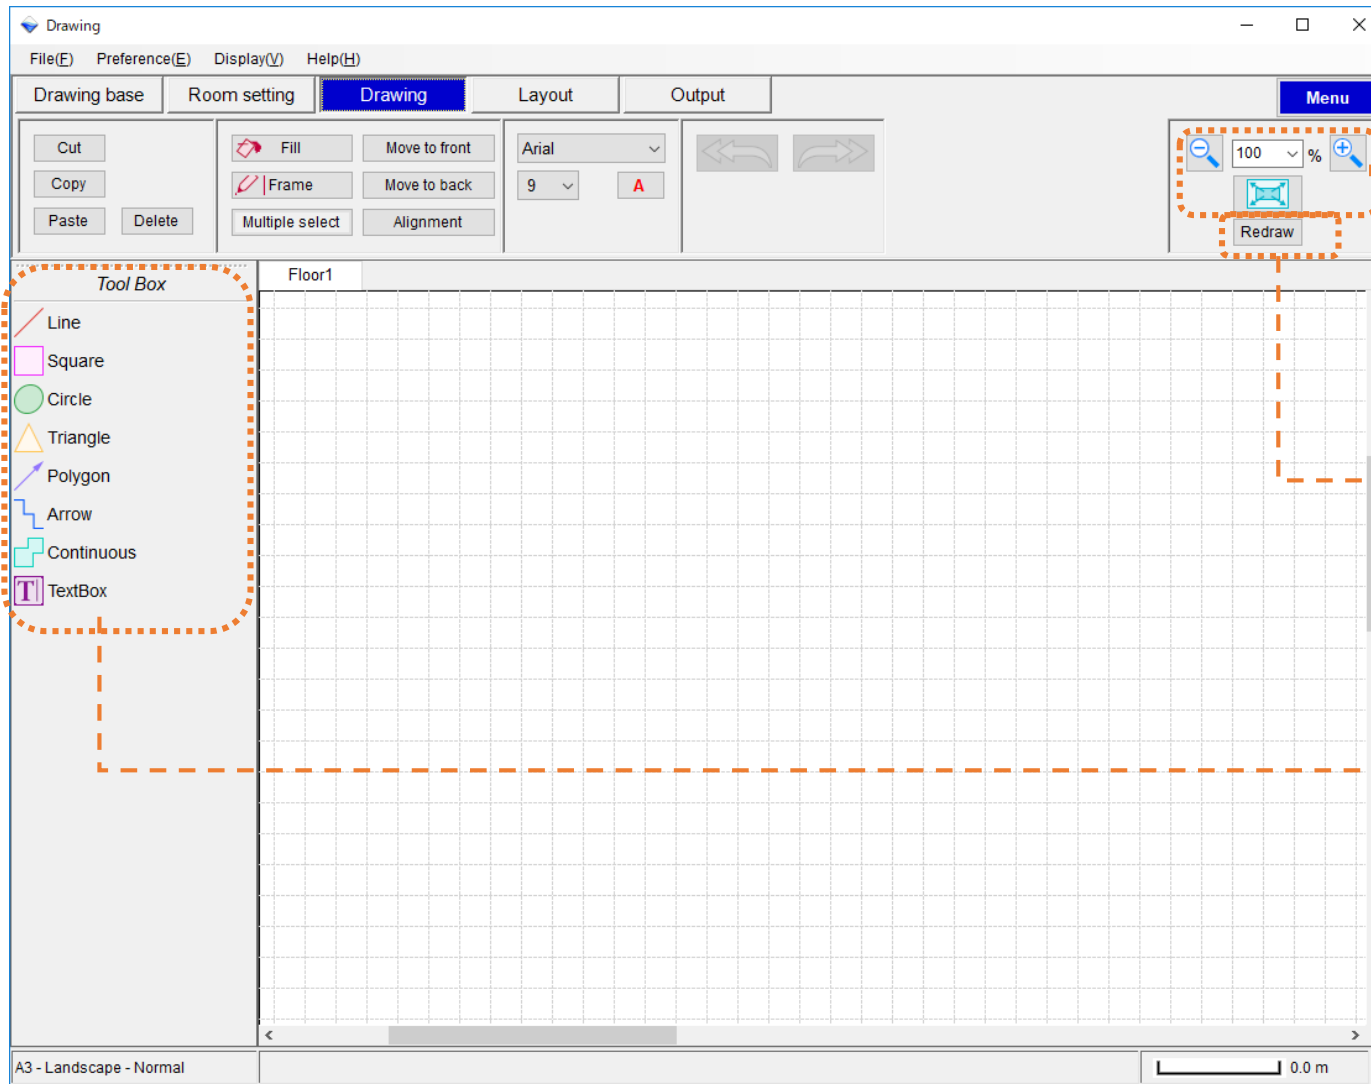 Drawing
File(F) Preference(E) Display(V) Help(H)
Drawing base Room setting Drawing Layout Output Menu
Cut Fill Move to front Arial 100 %
Copy Frame Move to back 9 A
Paste Delete Multiple select Alignment Redraw
Tool Box Floor1
Line
Square
Circle
Triangle
Polygon
Arrow
Continuous
T TextBox
A3 - Landscape - Normal 0.0 m